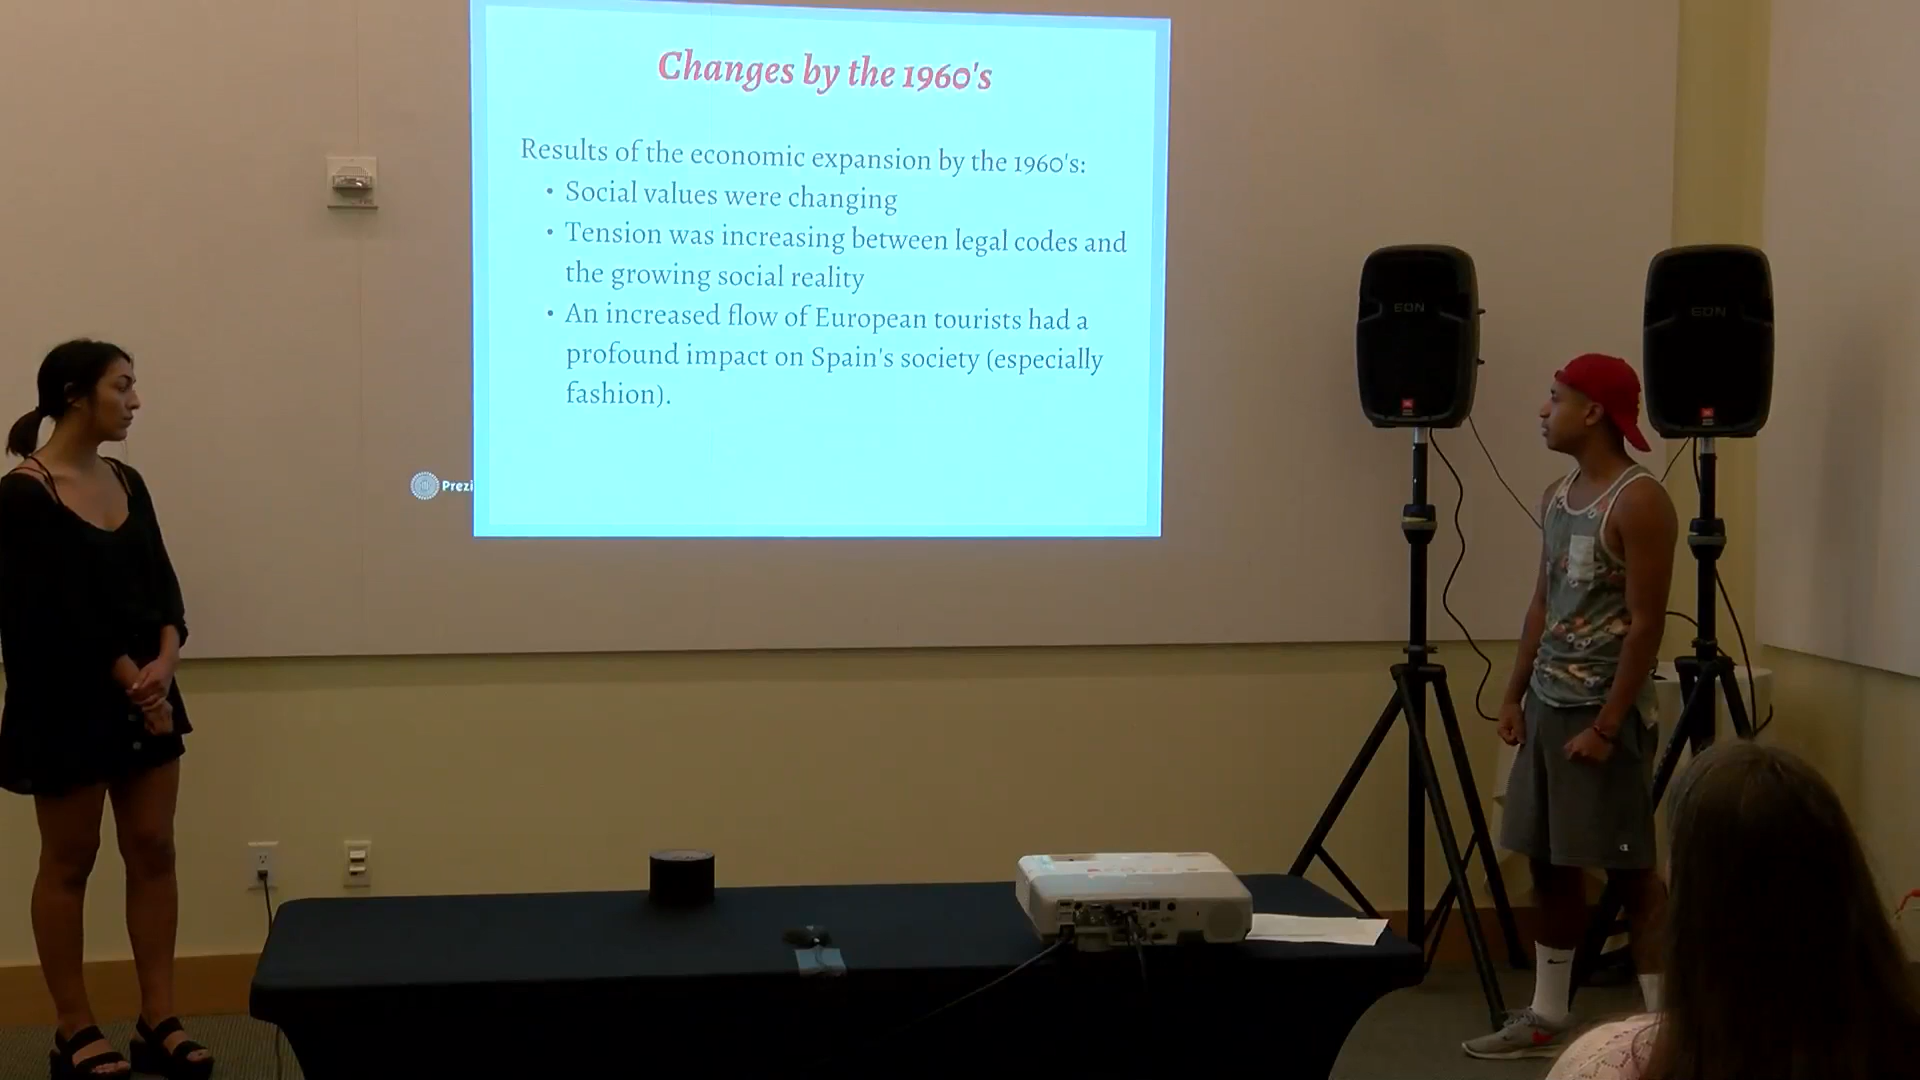 Changes by the 1960's
Results of the economic expansion by the 1960's:
• Social values were changing
• Tension was increasing between legal codes and
the growing social reality
• An increased flow of European tourists had a
profound impact on Spain's society (especially
fashion).
Prezi
EON
EON
JBL
JBL